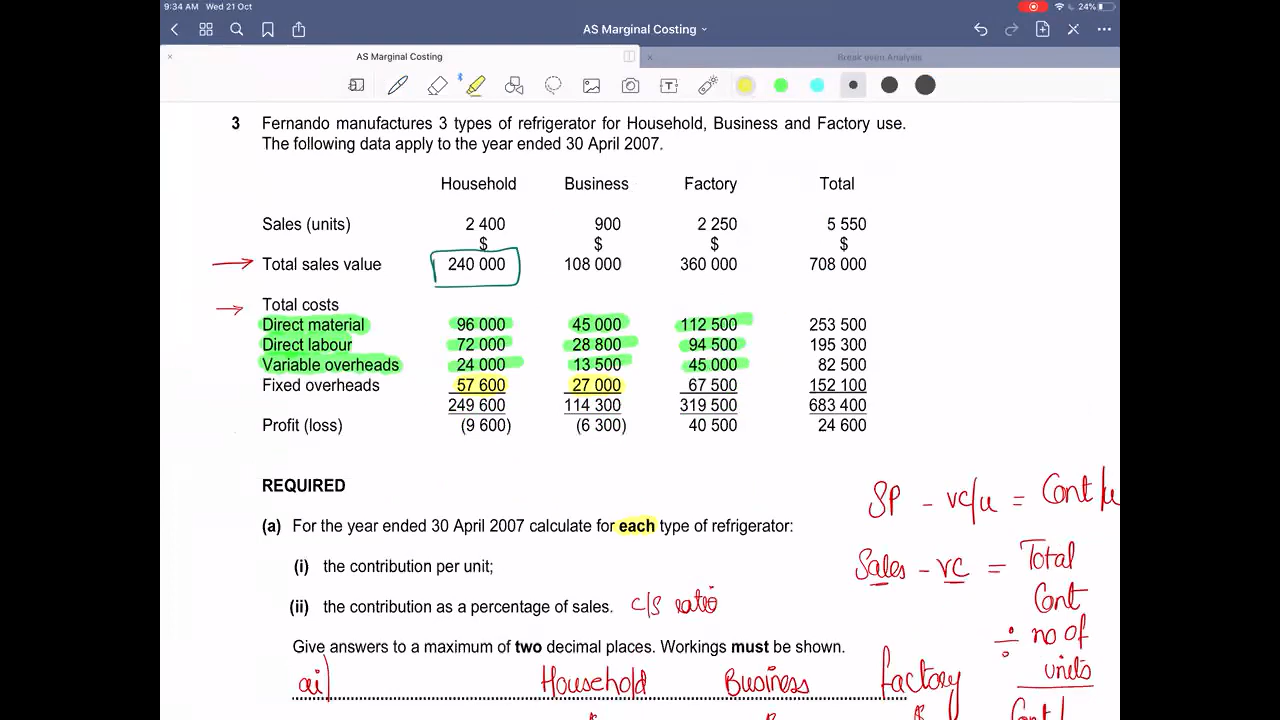 9:34 AM Wed 21 Oct
24%
AS Marginal Costing
AS Marginal Costing
Break even Analysis
3 Fernando manufactures 3 types of refrigerator for Household, Business and Factory use.
The following data apply to the year ended 30 April 2007.
Household Business Factory Total
Sales (units) 2 400 900 2 250 5 550
$ $ $ $
Total sales value 240 000 108 000 360 000 708 000
Total costs
Direct material 96 000 45 000 112 500 253 500
Direct labour 72 000 28 800 94 500 195 300
Variable overheads 24 000 13 500 45 000 82 500
Fixed overheads 57 600 27 000 67 500 152 100
249 600 114 300 319 500 683 400
Profit (loss) (9 600) (6 300) 40 500 24 600
REQUIRED
SP - vc/u = Cont/u
(a) For the year ended 30 April 2007 calculate for each type of refrigerator:
(i) the contribution per unit;
Sales - vc = Total
Cont
(ii) the contribution as a percentage of sales. c/s ratio
÷ no of
units
Give answers to a maximum of two decimal places. Workings must be shown.
ai) Household Business Factory
Cont/